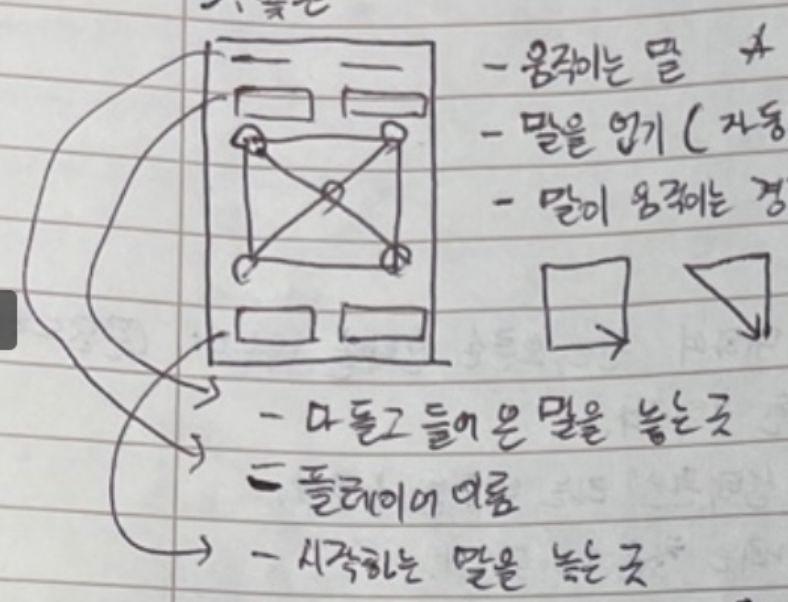 - 움직이는 말
- 말을 업기 ( 자동
- 말이 움직이는 경
- 다 돌고 들어 온 말을 놓는 곳
- 플레이어 이름
- 시작하는 말을 놓는 곳